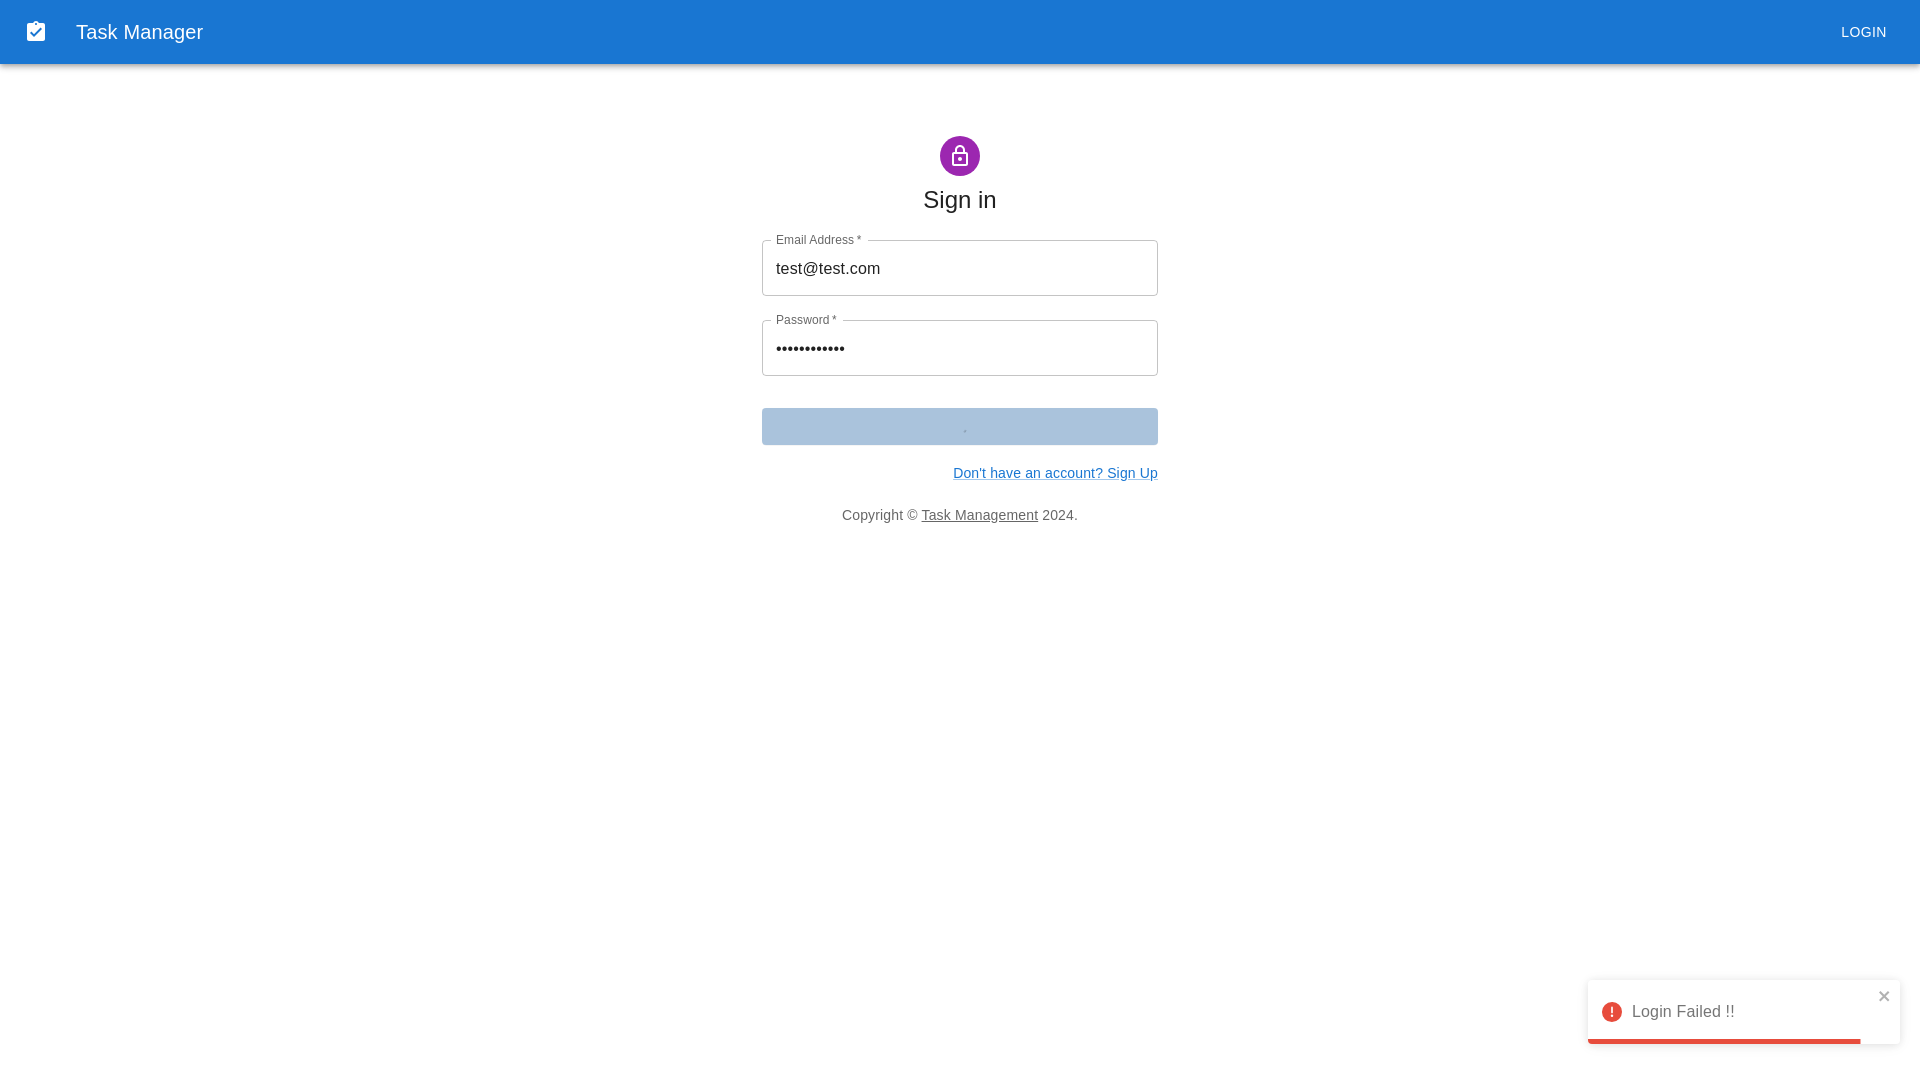 Task Manager
LOGIN
Sign in
Email Address *
test@test.com
Password *
••••••••••••
Don't have an account? Sign Up
Copyright © Task Management 2024.
Login Failed !!